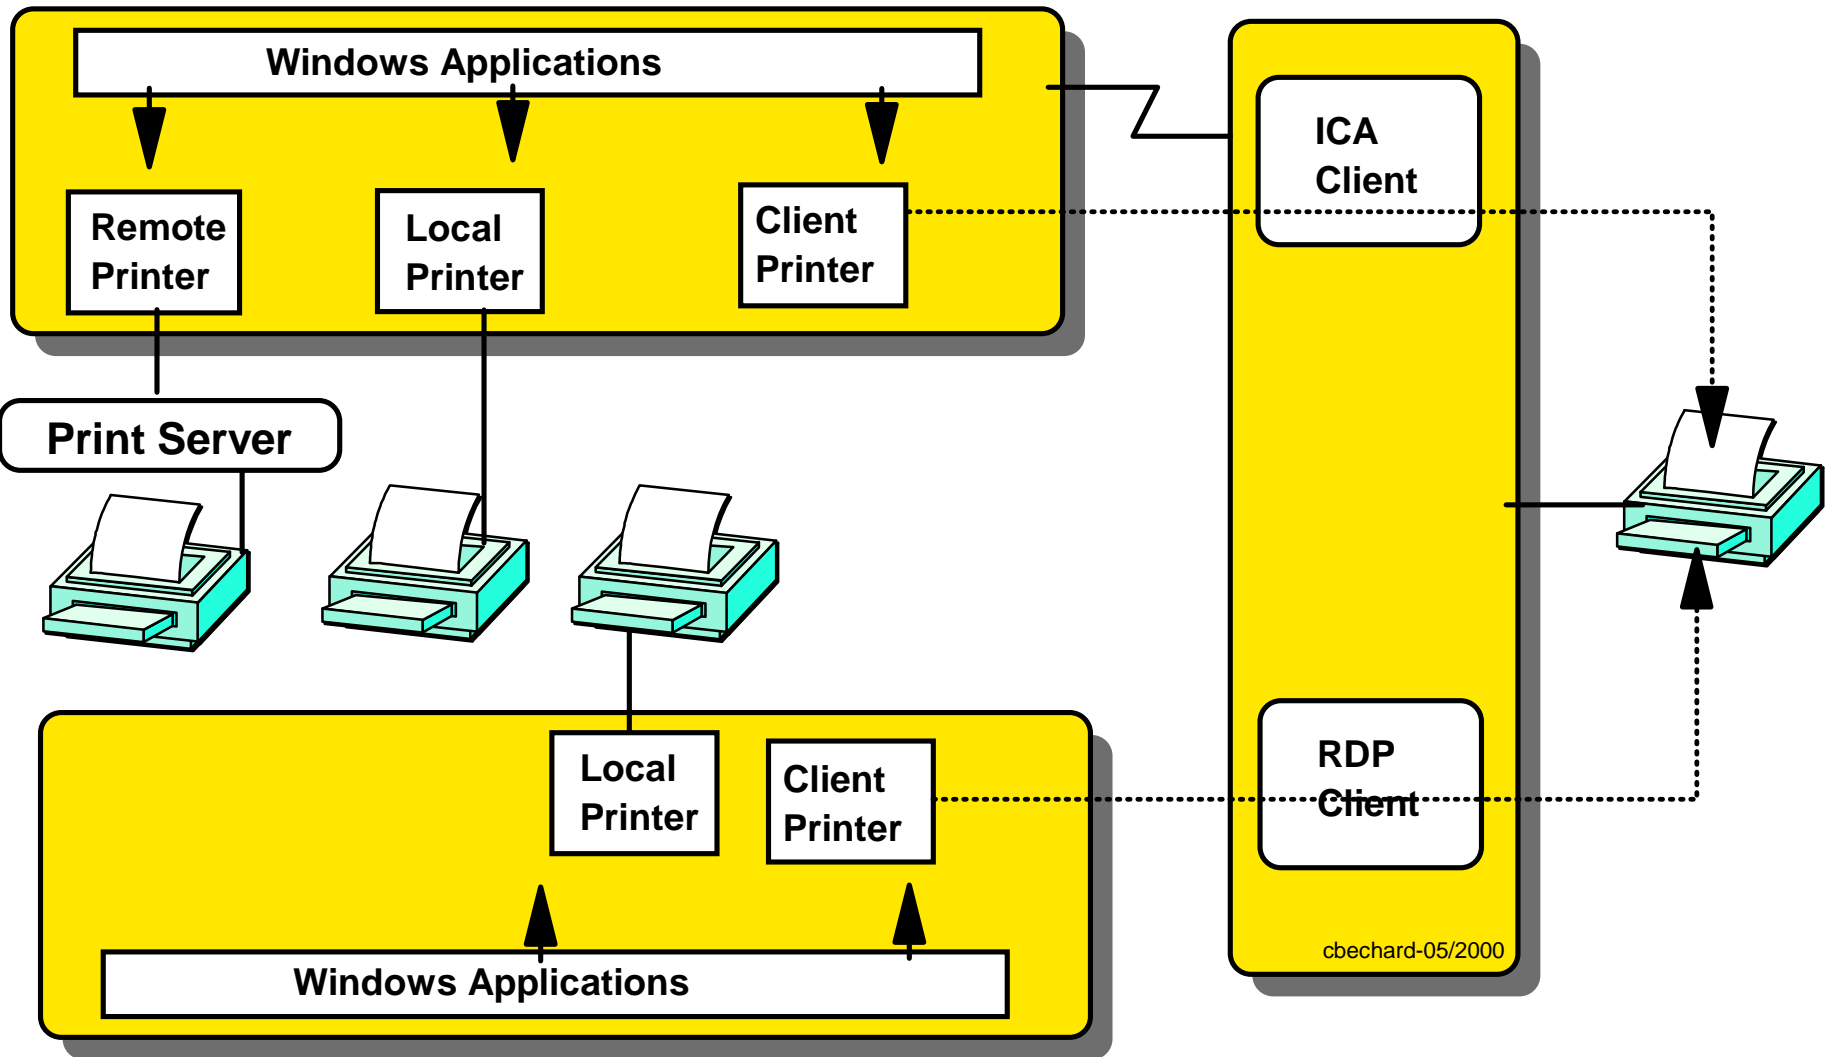 Windows Applications
Remote
Printer
Local
Printer
Client
Printer
ICA
Client
Print Server
Local
Printer
Client
Printer
RDP
Client
Windows Applications
cbechard-05/2000